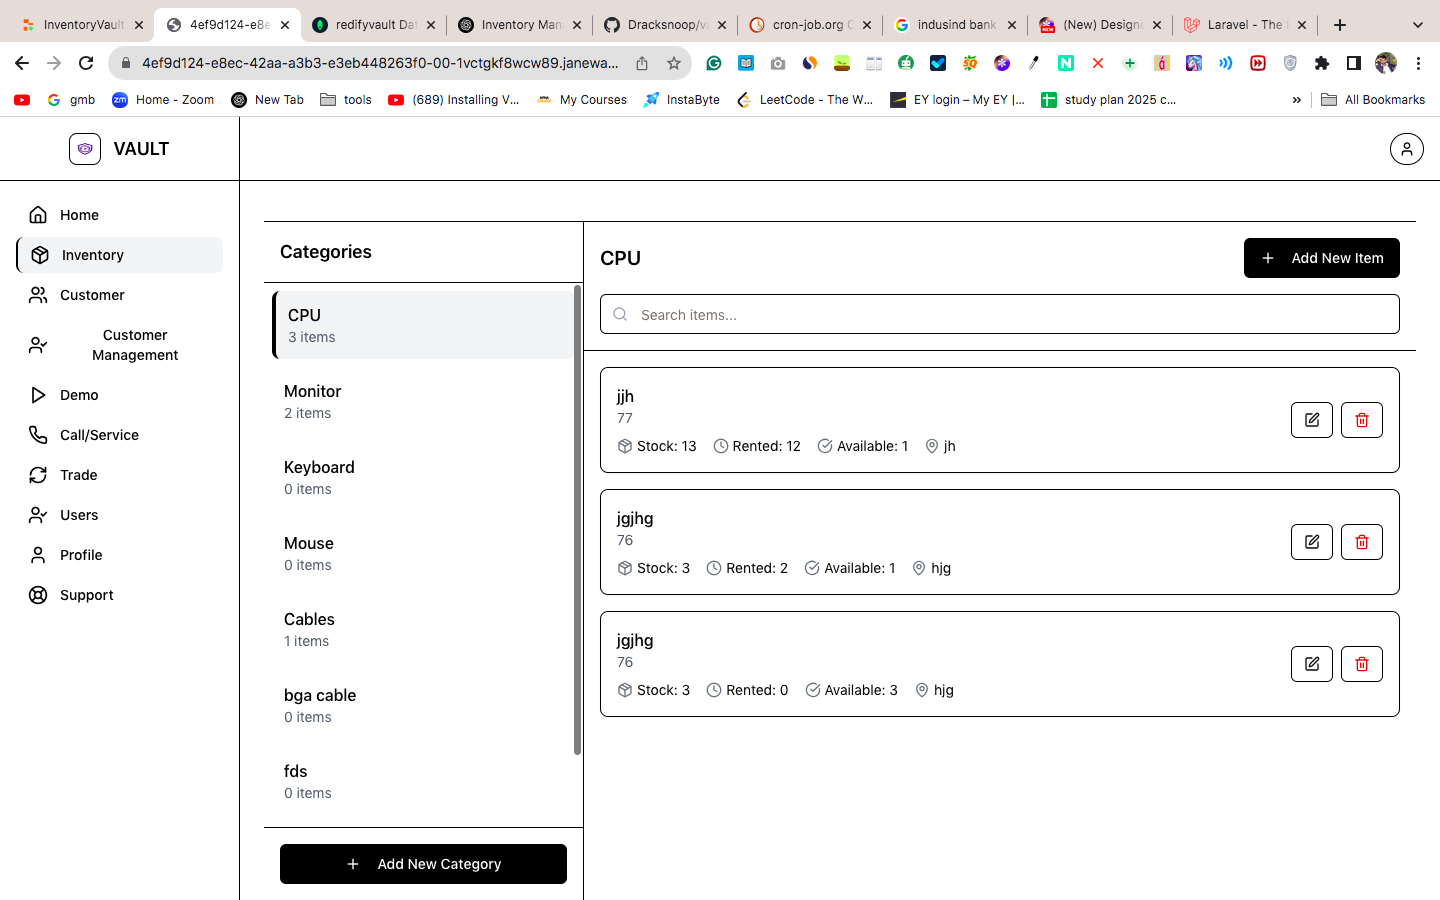 InventoryVault
4ef9d124-e8e
redifyvault Dat
Inventory Man
Dracksnoop/va
cron-job.org C
indusind bank
(New) Designe
Laravel - The
4ef9d124-e8ec-42aa-a3b3-e3eb448263f0-00-1vctgkf8wcw89.janewa...
gmb
Home - Zoom
New Tab
tools
(689) Installing V...
My Courses
InstaByte
LeetCode - The W...
EY login – My EY |...
study plan 2025 c...
»
All Bookmarks
VAULT
Home
Inventory
Customer
Customer
Management
Demo
Call/Service
Trade
Users
Profile
Support
Categories
CPU
3 items
Monitor
2 items
Keyboard
0 items
Mouse
0 items
Cables
1 items
bga cable
0 items
fds
0 items
Add New Category
CPU
Add New Item
Search items...
jjh
77
Stock: 13 Rented: 12 Available: 1 jh
jgjhg
76
Stock: 3 Rented: 2 Available: 1 hjg
jgjhg
76
Stock: 3 Rented: 0 Available: 3 hjg